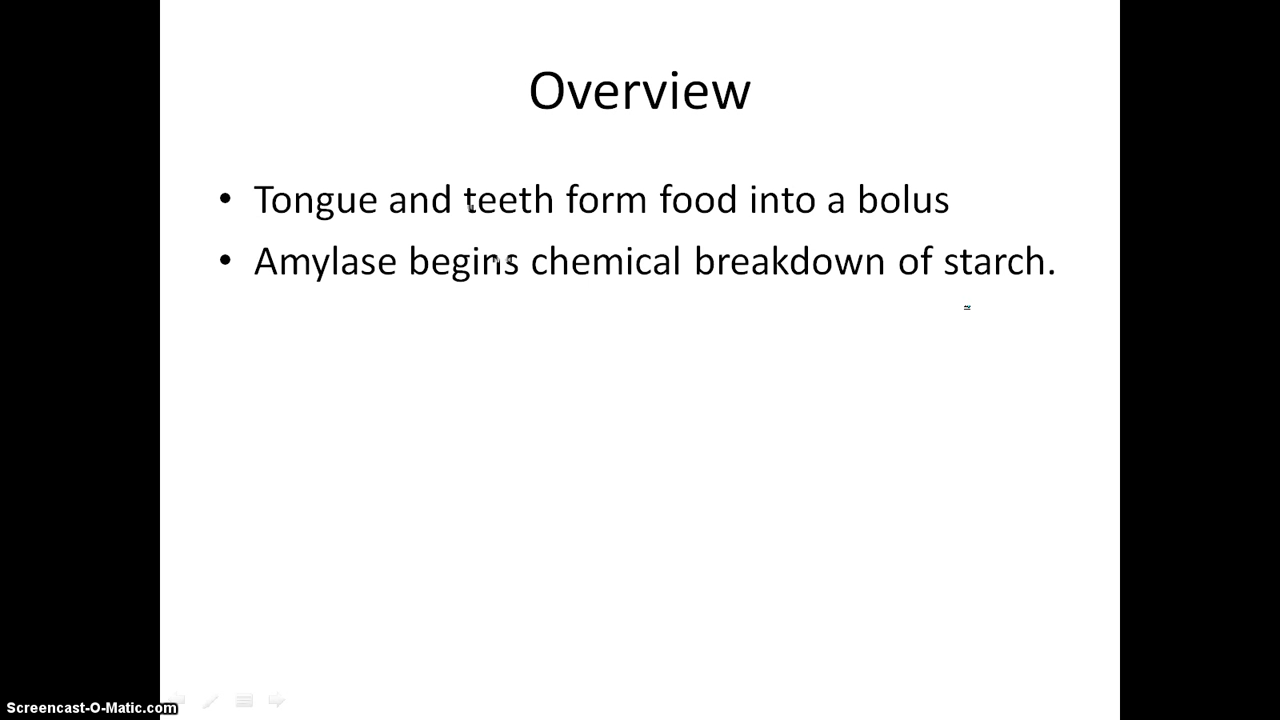 Overview
• Tongue and teeth form food into a bolus
• Amylase begins chemical breakdown of starch.
Screencast-O-Matic.com